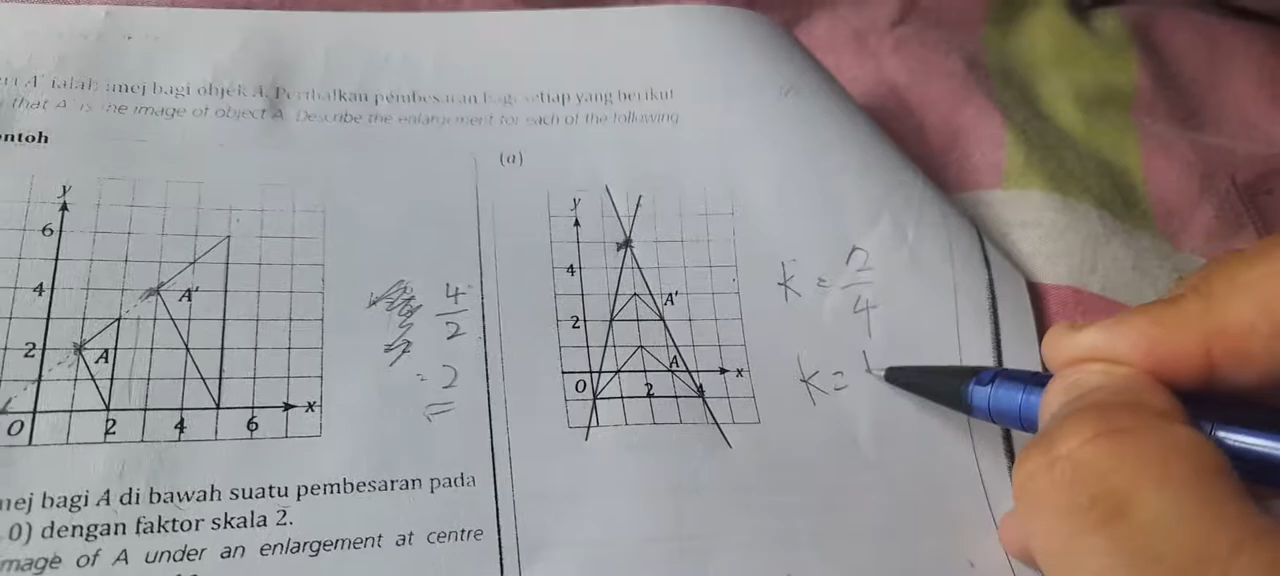 A' ialah imej bagi objek A. Perihalkan pembesaran bagi setiap yang berikut
that A' is the image of object A. Describe the enlargement for each of the following
ntoh
(a)
y
6
4
2
O
2
4
6
x
A
A'
4
2
= 2
y
4
2
O
2
4
x
A'
A
k = 2
4
k = 1
mej bagi A di bawah suatu pembesaran pada
0) dengan faktor skala 2.
mage of A under an enlargement at centre